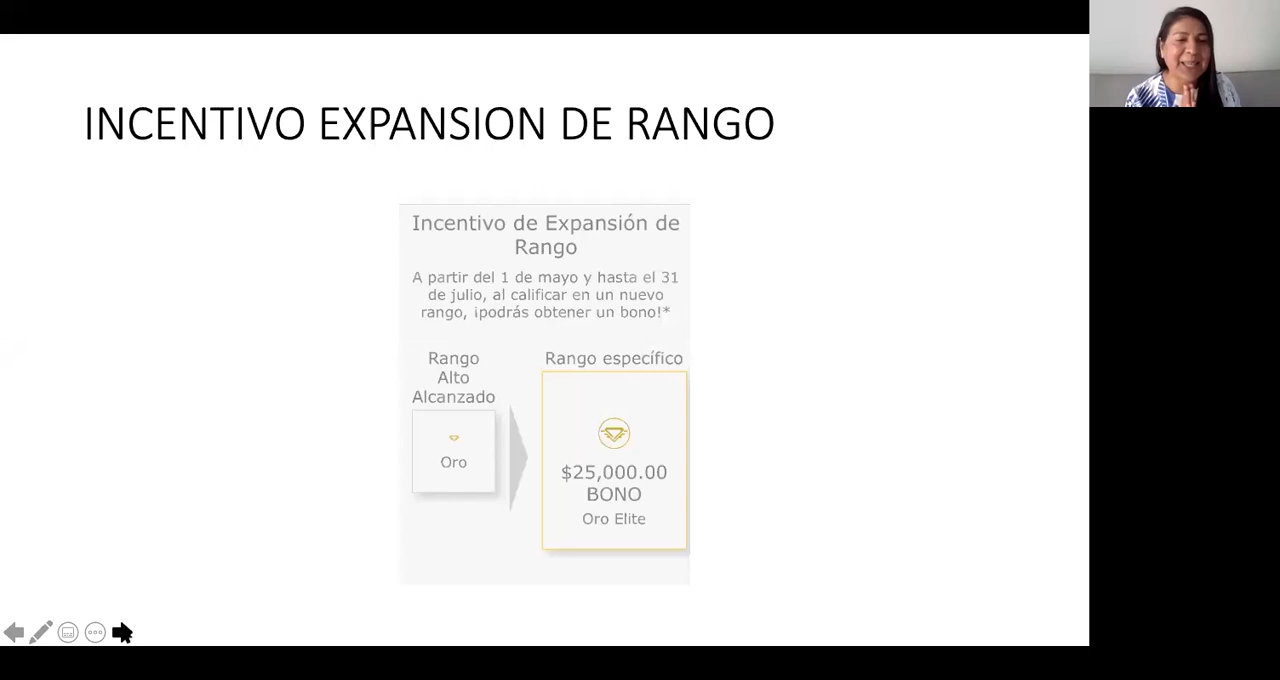 INCENTIVO EXPANSION DE RANGO
Incentivo de Expansión de
Rango
A partir del 1 de mayo y hasta el 31
de julio, al calificar en un nuevo
rango, ¡podrás obtener un bono!*
Rango
Alto
Alcanzado
Oro
Rango específico
$25,000.00
BONO
Oro Elite